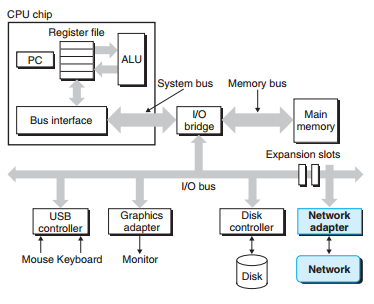 CPU chip
Register file
PC
ALU
System bus
Memory bus
Bus interface
I/O
bridge
Main
memory
Expansion slots
I/O bus
USB
controller
Graphics
adapter
Disk
controller
Network
adapter
Mouse Keyboard
Monitor
Disk
Network